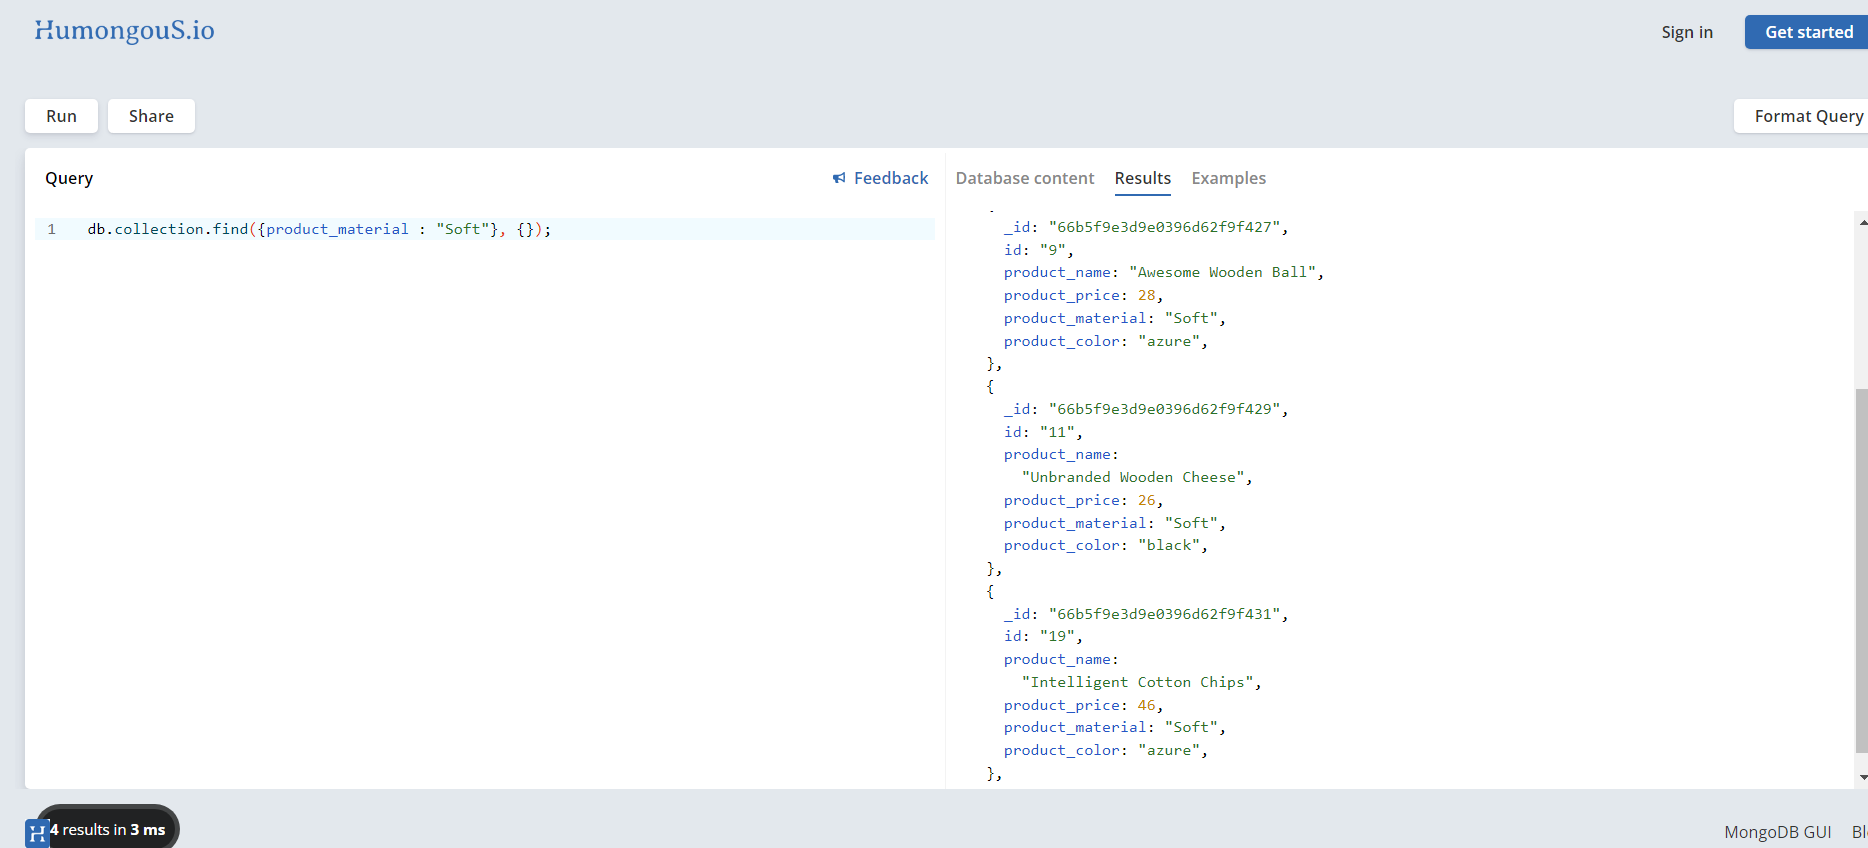 HumongouS.io
Sign in
Get started
Run
Share
Format Query
Query
Feedback
Database content
Results
Examples
1 db.collection.find({product_material : "Soft"}, {});
_id: "66b5f9e3d9e0396d62f9f427",
id: "9",
product_name: "Awesome Wooden Ball",
product_price: 28,
product_material: "Soft",
product_color: "azure",
},
{
_id: "66b5f9e3d9e0396d62f9f429",
id: "11",
product_name:
"Unbranded Wooden Cheese",
product_price: 26,
product_material: "Soft",
product_color: "black",
},
{
_id: "66b5f9e3d9e0396d62f9f431",
id: "19",
product_name:
"Intelligent Cotton Chips",
product_price: 46,
product_material: "Soft",
product_color: "azure",
},
H
4 results in 3 ms
MongoDB GUI